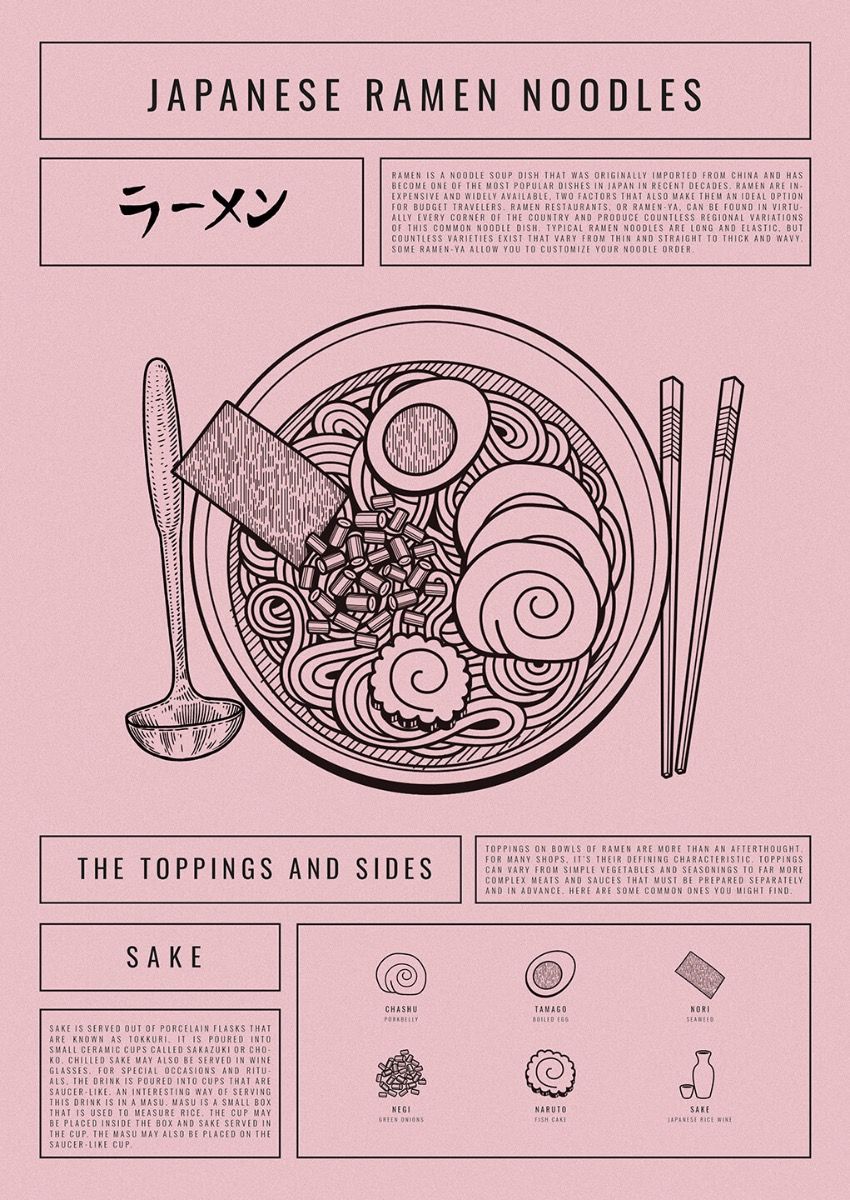 JAPANESE RAMEN NOODLES
ラーメン
RAMEN IS A NOODLE SOUP DISH THAT WAS ORIGINALLY IMPORTED FROM CHINA AND HAS
BECOME ONE OF THE MOST POPULAR DISHES IN JAPAN IN RECENT DECADES. RAMEN ARE IN-
EXPENSIVE AND WIDELY AVAILABLE, TWO FACTORS THAT ALSO MAKE THEM AN IDEAL OPTION
FOR BUDGET TRAVELERS. RAMEN RESTAURANTS, OR RAMEN-YA, CAN BE FOUND IN VIRTU-
ALLY EVERY CORNER OF THE COUNTRY AND PRODUCE COUNTLESS REGIONAL VARIATIONS
OF THIS COMMON NOODLE DISH. TYPICAL RAMEN NOODLES ARE LONG AND ELASTIC, BUT
COUNTLESS VARIETIES EXIST THAT VARY FROM THIN AND STRAIGHT TO THICK AND WAVY.
SOME RAMEN-YA ALLOW YOU TO CUSTOMIZE YOUR NOODLE ORDER.
THE TOPPINGS AND SIDES
TOPPINGS ON BOWLS OF RAMEN ARE MORE THAN AN AFTERTHOUGHT.
FOR MANY SHOPS, IT'S THEIR DEFINING CHARACTERISTIC. TOPPINGS
CAN VARY FROM SIMPLE VEGETABLES AND SEASONINGS TO FAR MORE
COMPLEX MEATS AND SAUCES THAT MUST BE PREPARED SEPARATELY
AND IN ADVANCE. HERE ARE SOME COMMON ONES YOU MIGHT FIND.
SAKE
SAKE IS SERVED OUT OF PORCELAIN FLASKS THAT
ARE KNOWN AS TOKKURI. IT IS POURED INTO
SMALL CERAMIC CUPS CALLED SAKAZUKI OR CHO-
KO. CHILLED SAKE MAY ALSO BE SERVED IN WINE
GLASSES. FOR SPECIAL OCCASIONS AND RITU-
ALS, THE DRINK IS POURED INTO CUPS THAT ARE
SAUCER-LIKE. AN INTERESTING WAY OF SERVING
THIS DRINK IS IN A MASU. MASU IS A SMALL BOX
THAT IS USED TO MEASURE RICE. THE CUP MAY
BE PLACED INSIDE THE BOX AND SAKE SERVED IN
THE CUP. THE MASU MAY ALSO BE PLACED ON THE
SAUCER-LIKE CUP.
CHASHU
PORKBELLY
TAMAGO
BOILED EGG
NORI
SEAWEED
NEGI
GREEN ONIONS
NARUTO
FISH CAKE
SAKE
JAPANESE RICE WINE